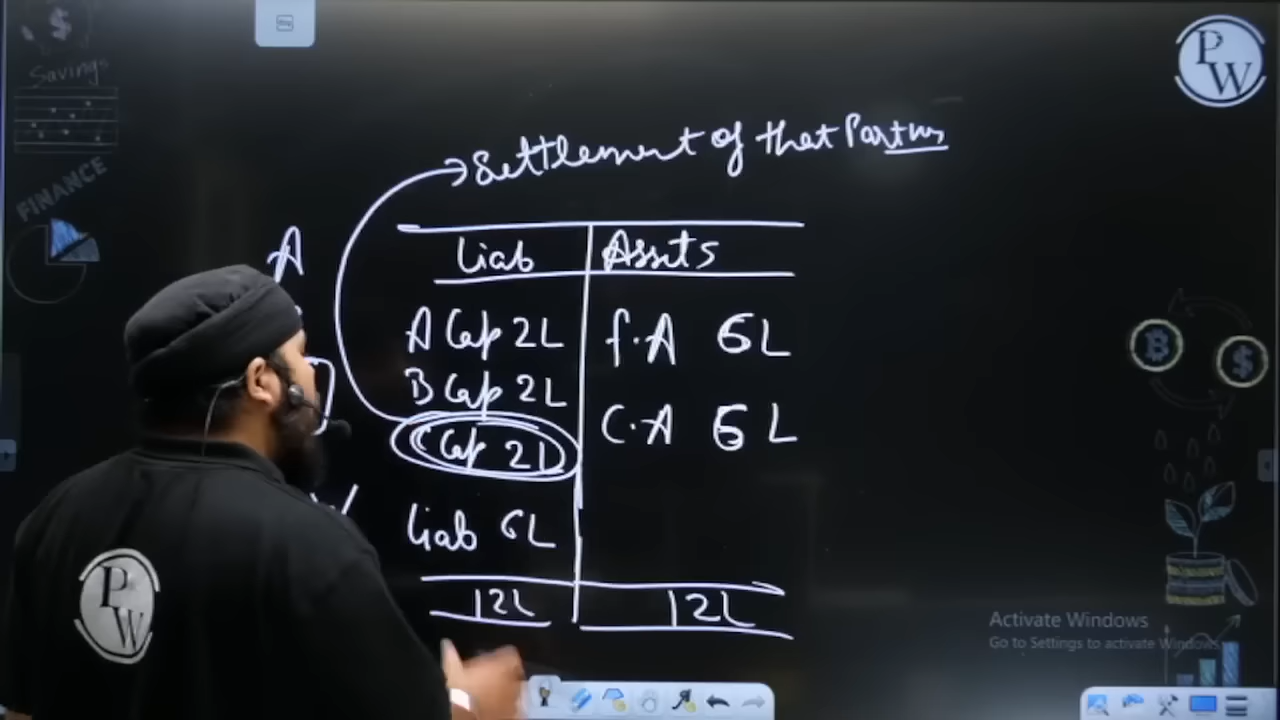 Savings
FINANCE
PW
Settlement of that Partner
A
Liab Assets
A Cap 2L F.A 6L
B Cap 2L
C Cap 2L C.A 6L
Liab 6L
12L 12L
PW
Activate Windows
Go to Settings to activate Windows.